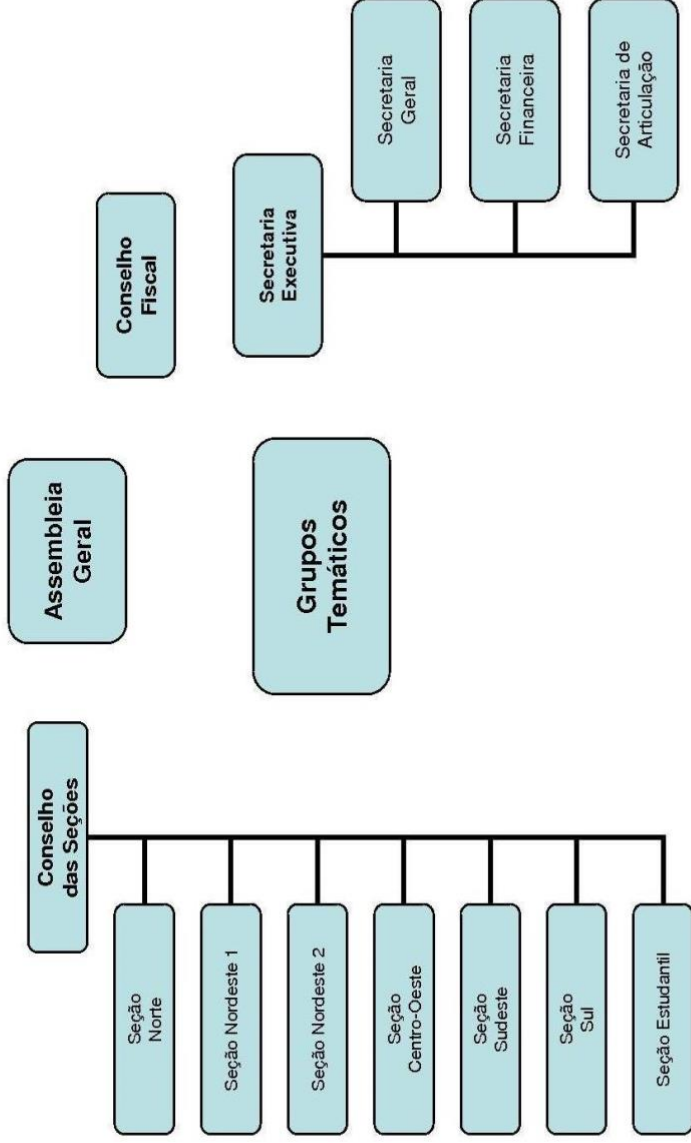 Assembleia
Geral
Conselho
das Seções
Conselho
Fiscal
Grupos
Temáticos
Secretaria
Executiva
Seção
Norte
Seção Nordeste 1
Seção Nordeste 2
Seção
Centro-Oeste
Seção
Sudeste
Seção
Sul
Seção Estudantil
Secretaria
Geral
Secretaria
Financeira
Secretaria de
Articulação